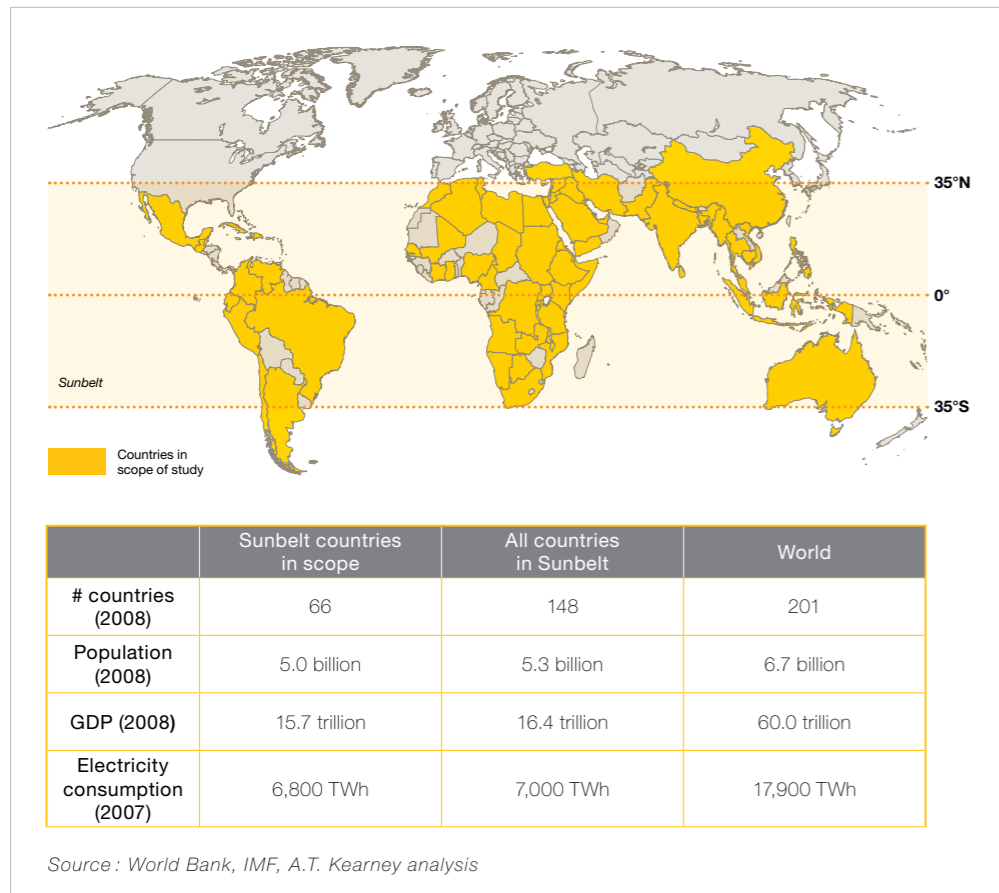 35°N
0°
Sunbelt
35°S
Countries in
scope of study
Sunbelt countries
in scope
All countries
in Sunbelt
World
# countries
(2008)
66
148
201
Population
(2008)
5.0 billion
5.3 billion
6.7 billion
GDP (2008)
15.7 trillion
16.4 trillion
60.0 trillion
Electricity
consumption
(2007)
6,800 TWh
7,000 TWh
17,900 TWh
Source : World Bank, IMF, A.T. Kearney analysis